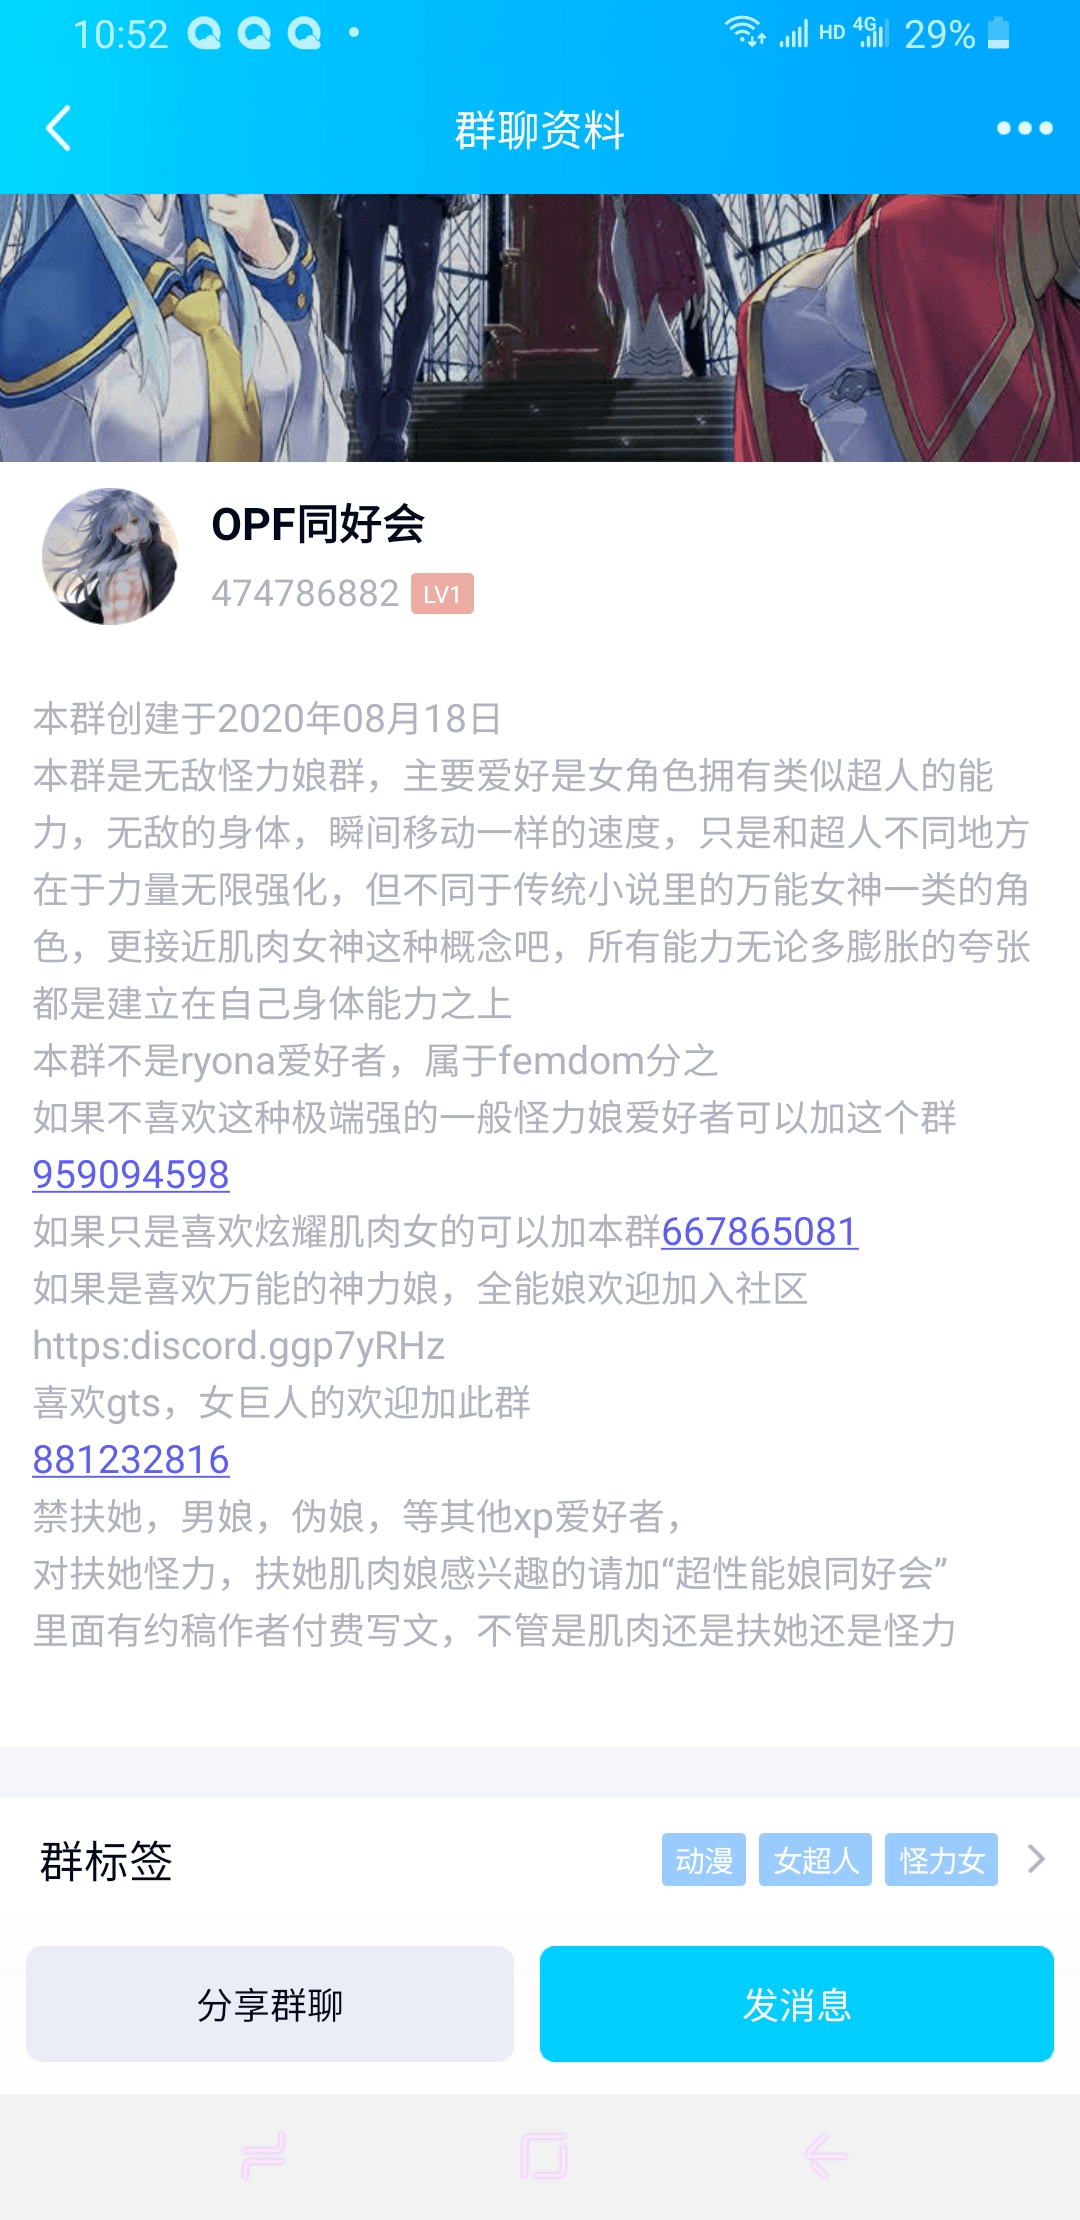 10:52
HD 4G 29%
群聊资料
OPF同好会
474786882 LV1
本群创建于2020年08月18日
本群是无敌怪力娘群，主要爱好是女角色拥有类似超人的能
力，无敌的身体，瞬间移动一样的速度，只是和超人不同地方
在于力量无限强化，但不同于传统小说里的万能女神一类的角
色，更接近肌肉女神这种概念吧，所有能力无论多膨胀的夸张
都是建立在自己身体能力之上
本群不是ryona爱好者，属于femdom分之
如果不喜欢这种极端强的一般怪力娘爱好者可以加这个群
959094598
如果只是喜欢炫耀肌肉女的可以加本群667865081
如果是喜欢万能的神力娘，全能娘欢迎加入社区
https:discord.ggp7yRHz
喜欢gts，女巨人的欢迎加此群
881232816
禁扶她，男娘，伪娘，等其他xp爱好者，
对扶她怪力，扶她肌肉娘感兴趣的请加“超性能娘同好会”
里面有约稿作者付费写文，不管是肌肉还是扶她还是怪力
群标签 动漫 女超人 怪力女
分享群聊 发消息